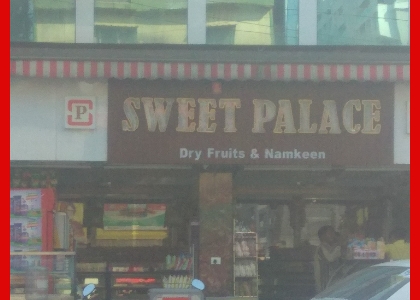 P
SWEET PALACE
Dry Fruits & Namkeen